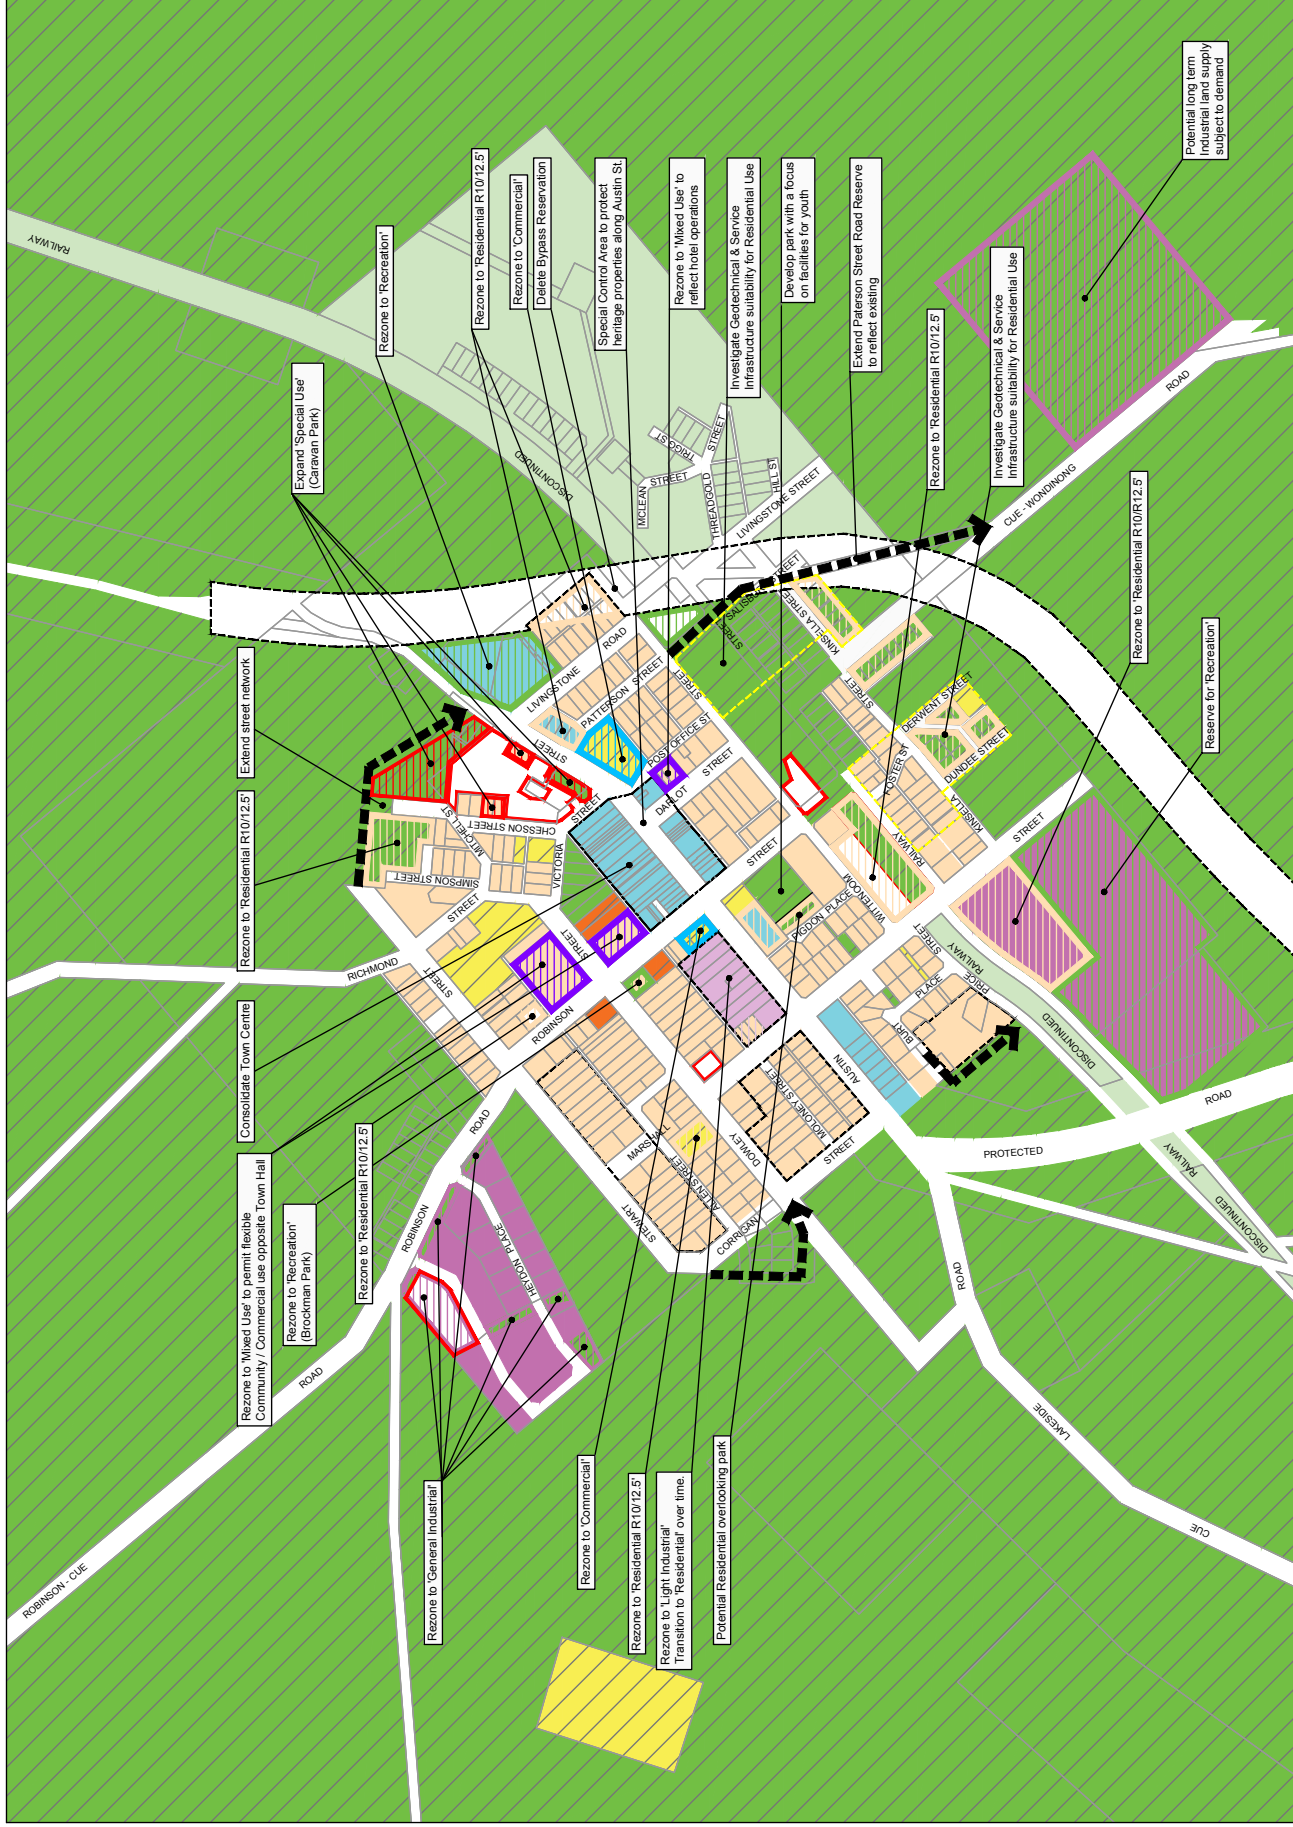 Potential long term
Industrial land supply
subject to demand
Rezone to 'Recreation'
Rezone to 'Residential R10/12.5'
Rezone to 'Commercial'
Delete Bypass Reservation
Special Control Area to protect
heritage properties along Austin St.
Rezone to 'Mixed Use' to
reflect hotel operations
Investigate Geotechnical & Service
Infrastructure suitability for Residential Use
Develop park with a focus
on facilities for youth
Extend Paterson Street Road Reserve
to reflect existing
Rezone to 'Residential R10/12.5'
Investigate Geotechnical & Service
Infrastructure suitability for Residential Use
Rezone to 'Residential R10/R12.5'
Reserve for 'Recreation'
Expand 'Special Use'
(Caravan Park)
Extend street network
Rezone to 'Residential R10/12.5'
Consolidate Town Centre
Rezone to 'Mixed Use' to permit flexible
Community / Commercial use opposite Town Hall
Rezone to 'Recreation'
(Brockman Park)
Rezone to 'Residential R10/12.5'
Rezone to 'General Industrial'
Rezone to 'Commercial'
Rezone to 'Residential R10/12.5'
Rezone to 'Light Industrial'
Transition to 'Residential' over time.
Potential Residential overlooking park
RAILWAY
DISCONTINUED
MCLEAN
STREET
TRIGG ST
THREADGOLD
STREET
HILL ST
LIVINGSTONE STREET
CUE - WONDINONG
ROAD
LIVINGSTONE
ROAD
PATTERSON
STREET
STREET
STREET
POST OFFICE ST
DARLOT
STREET
STREET
SALISBURY
STREET
KINSELLA STREET
KINSELLA
STREET
DERWENT STREET
DUNDEE STREET
FOSTER ST
RAILWAY
STREET
WITTENOOM
PIGDON PLACE
STREET
CHESSON STREET
MITCHELL ST
SIMPSON STREET
VICTORIA
STREET
STREET
STREET
STREET
RICHMOND
ROBINSON
ROBINSON
ROAD
ROAD
ROBINSON - CUE
HEYDON PLACE
MARSHALL
ALLEN STREET
STEWART
CORRIGAN
DOWLEY
MOLONEY STREET
STREET
AUSTIN
BURT
PLACE
PRICE
STREET
RAILWAY
DISCONTINUED
PROTECTED
ROAD
RAILWAY
DISCONTINUED
ROAD
LAKESIDE
CUE